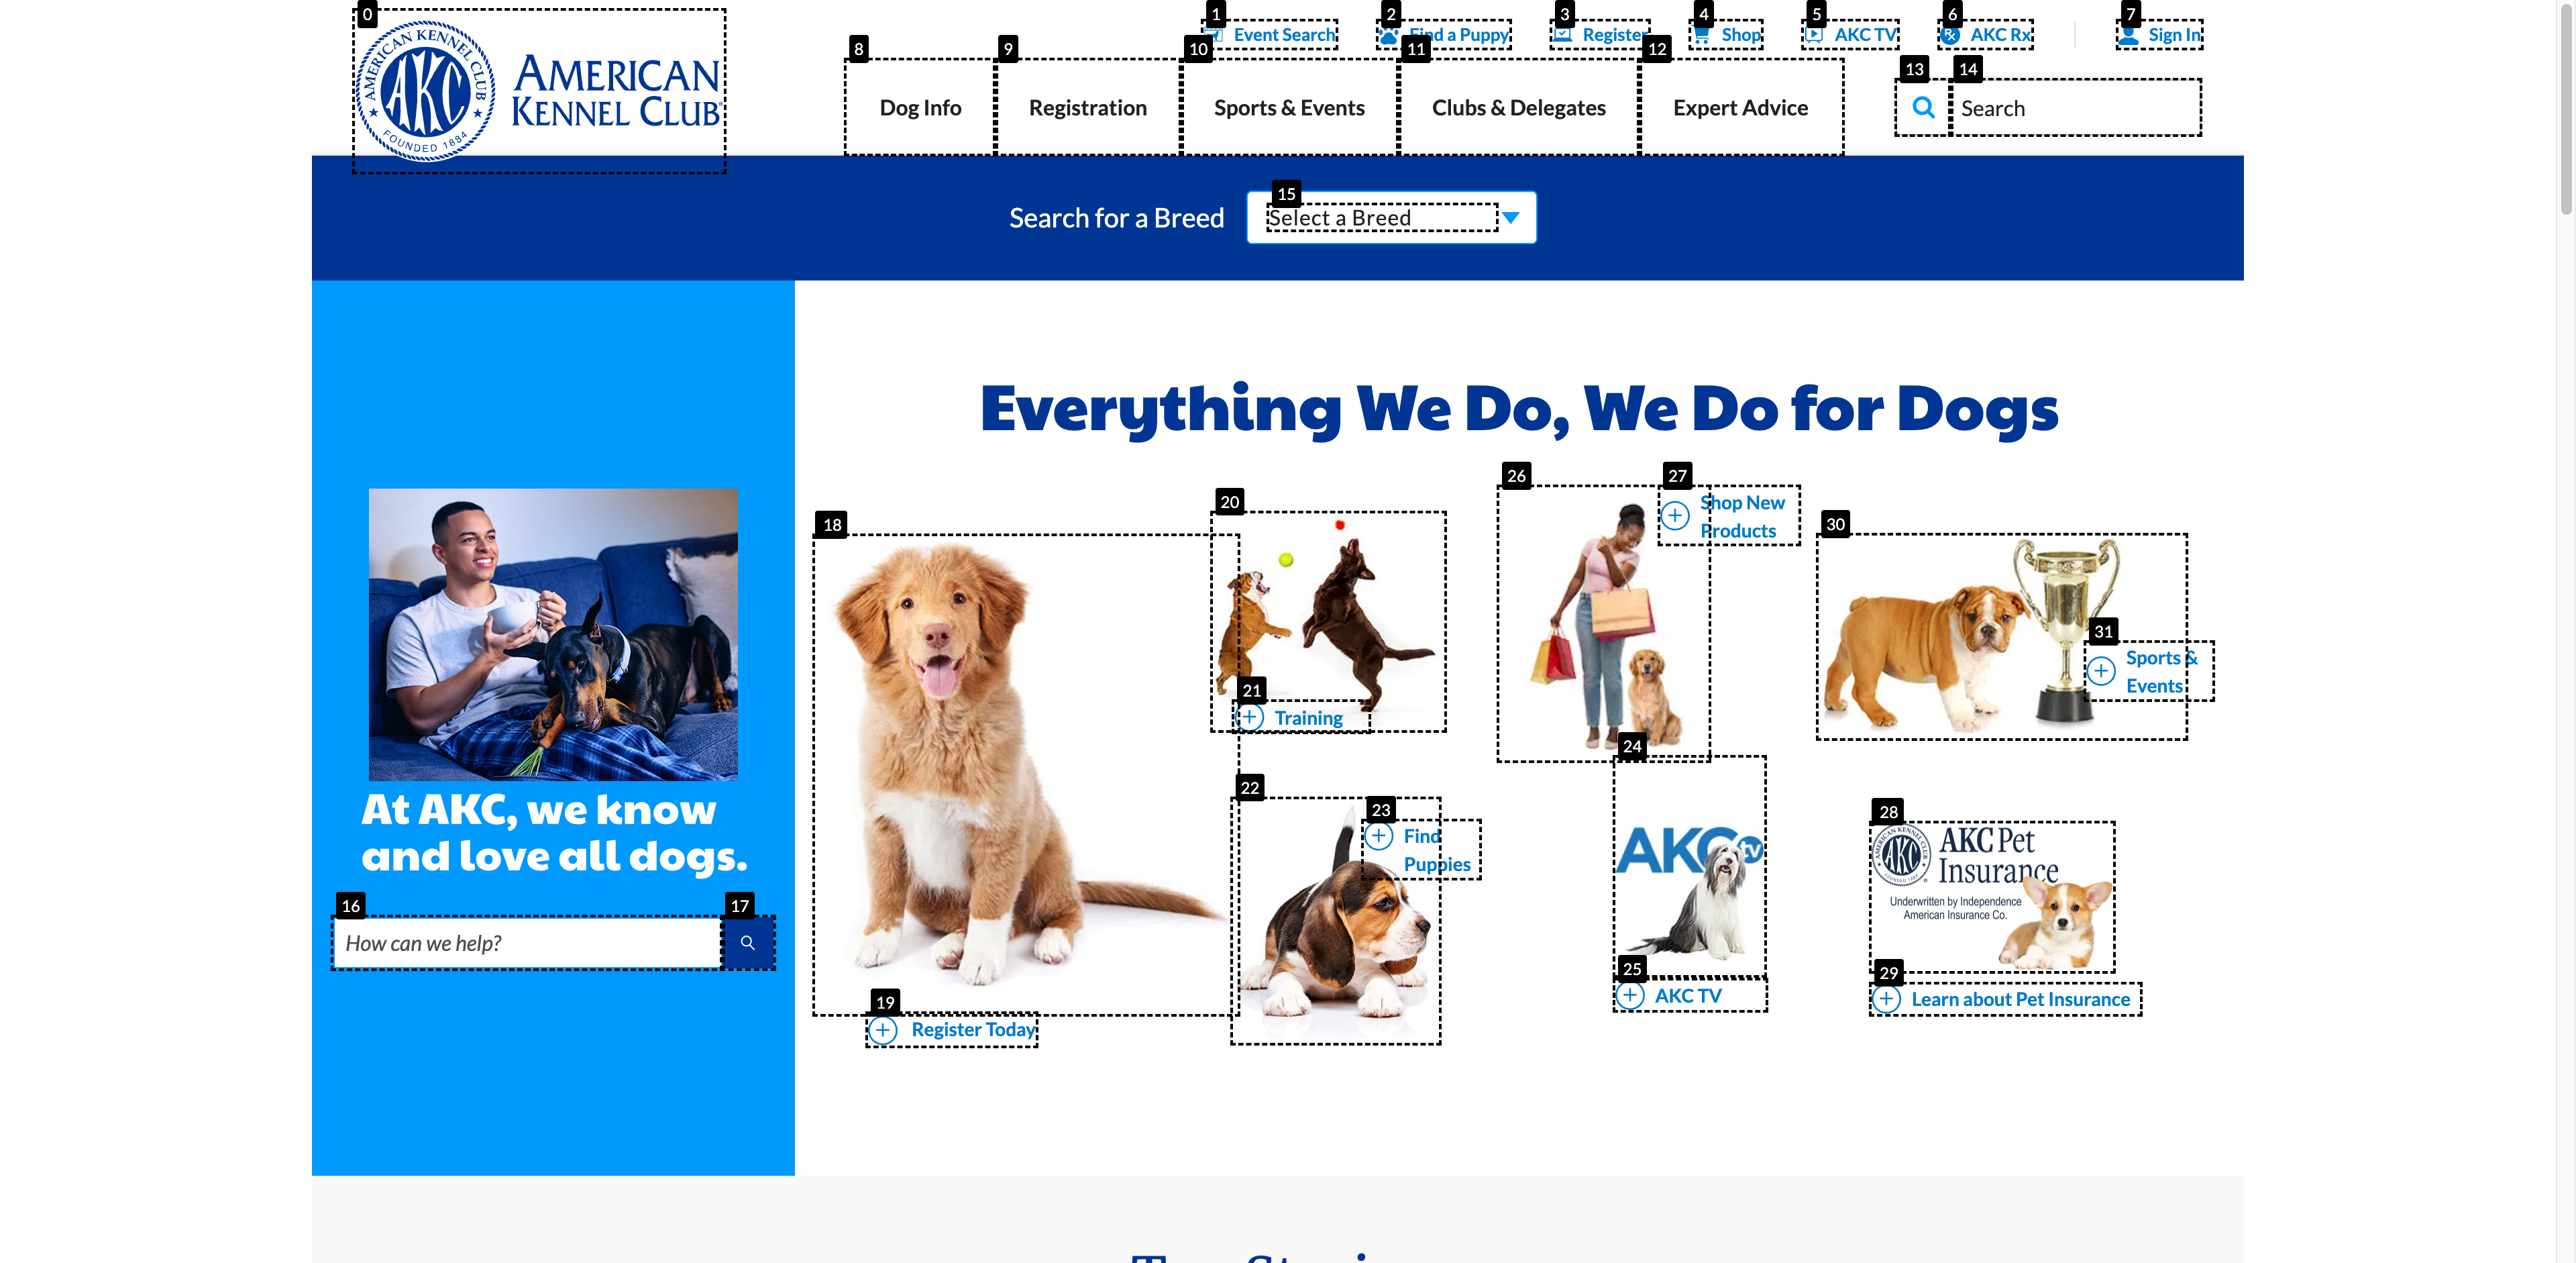 0
1
2
3
4
5
6
7
Event Search
Find a Puppy
Register
Shop
AKC TV
AKC Rx
Sign In
AMERICAN KENNEL CLUB
AKC
FOUNDED 1884
AMERICAN
KENNEL CLUB
8
9
10
11
12
13
14
Dog Info
Registration
Sports & Events
Clubs & Delegates
Expert Advice
Search
15
Search for a Breed
Select a Breed
Everything We Do, We Do for Dogs
At AKC, we know
and love all dogs.
16
17
How can we help?
18
19
Register Today
20
21
Training
22
23
Find
Puppies
26
27
Shop New
Products
24
AKC tv
25
AKC TV
30
31
Sports &
Events
28
AKC
AKC Pet
Insurance
Underwritten by Independence
American Insurance Co.
29
Learn about Pet Insurance